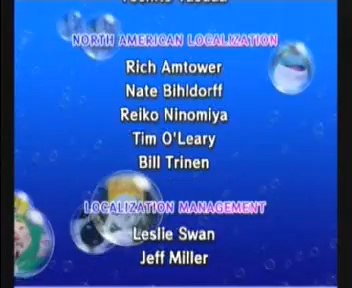 NORTH AMERICAN LOCALIZATION
Rich Amtower
Nate Bihldorff
Reiko Ninomiya
Tim O'Leary
Bill Trinen
LOCALIZATION MANAGEMENT
Leslie Swan
Jeff Miller